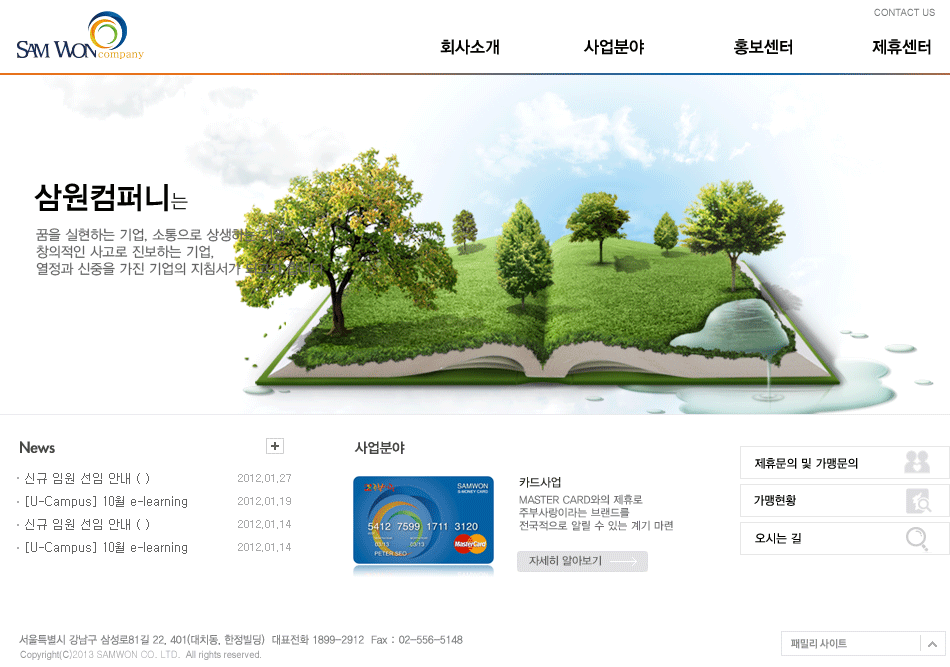 CONTACT US
SAM WON company
회사소개 사업분야 홍보센터 제휴센터
삼원컴퍼니는
꿈을 실현하는 기업, 소통으로 상생하는
창의적인 사고로 진보하는 기업,
열정과 신중을 가진 기업의 지침서가
News
· 신규 임원 선임 안내 ( ) 2012.01.27
· [U-Campus] 10월 e-learning 2012.01.19
· 신규 임원 선임 안내 ( ) 2012.01.14
· [U-Campus] 10월 e-learning 2012.01.14
사업분야
SAMWON
G-MONEY CARD
5412 7599 1711 3120
03/13 03/13
PETER SEO
MasterCard
카드사업
MASTER CARD와의 제휴로
주부사랑이라는 브랜드를
전국적으로 알릴 수 있는 계기 마련
자세히 알아보기
제휴문의 및 가맹문의
가맹현황
오시는 길
서울특별시 강남구 삼성로81길 22, 401(대치동, 한정빌딩) 대표전화 1899-2912 Fax : 02-556-5148
Copyright(C)2013 SAMWON CO. LTD. All rights reserved.
패밀리 사이트